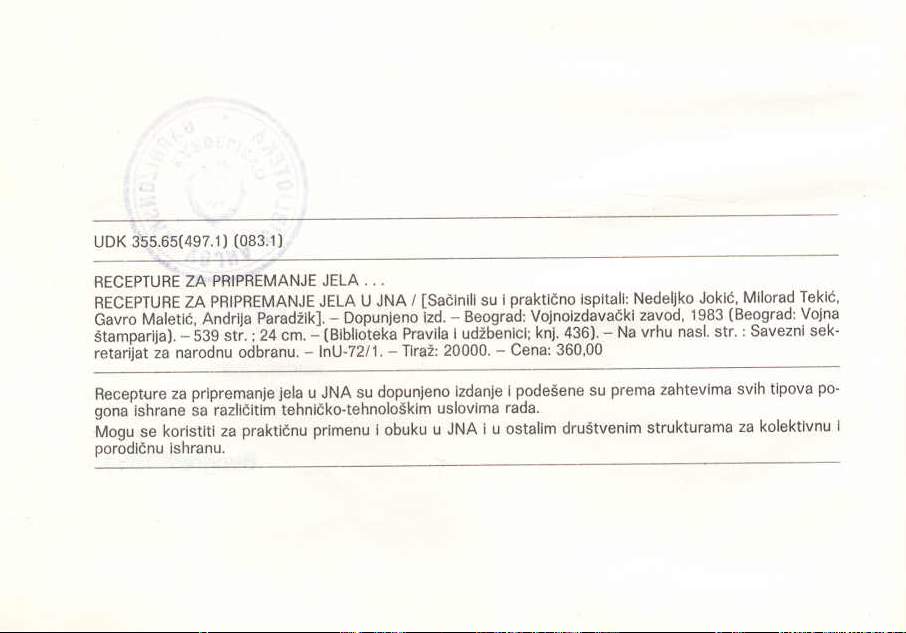 UDK 355.65(497.1) (083.1)
RECEPTURE ZA PRIPREMANJE JELA . . .
RECEPTURE ZA PRIPREMANJE JELA U JNA / [Sačinili su i praktično ispitali: Nedeljko Jokić, Milorad Tekić,
Gavro Maletić, Andrija Paradžik]. – Dopunjeno izd. – Beograd: Vojnoizdavački zavod, 1983 (Beograd: Vojna
štamparija). – 539 str. ; 24 cm. – (Biblioteka Pravila i udžbenici; knj. 436). – Na vrhu nasl. str. : Savezni sek-
retarijat za narodnu odbranu. – InU-72/1. – Tiraž: 20000. – Cena: 360,00
Recepture za pripremanje jela u JNA su dopunjeno izdanje i podešene su prema zahtevima svih tipova po-
gona ishrane sa različitim tehničko-tehnološkim uslovima rada.
Mogu se koristiti za praktičnu primenu i obuku u JNA i u ostalim društvenim strukturama za kolektivnu i
porodičnu ishranu.